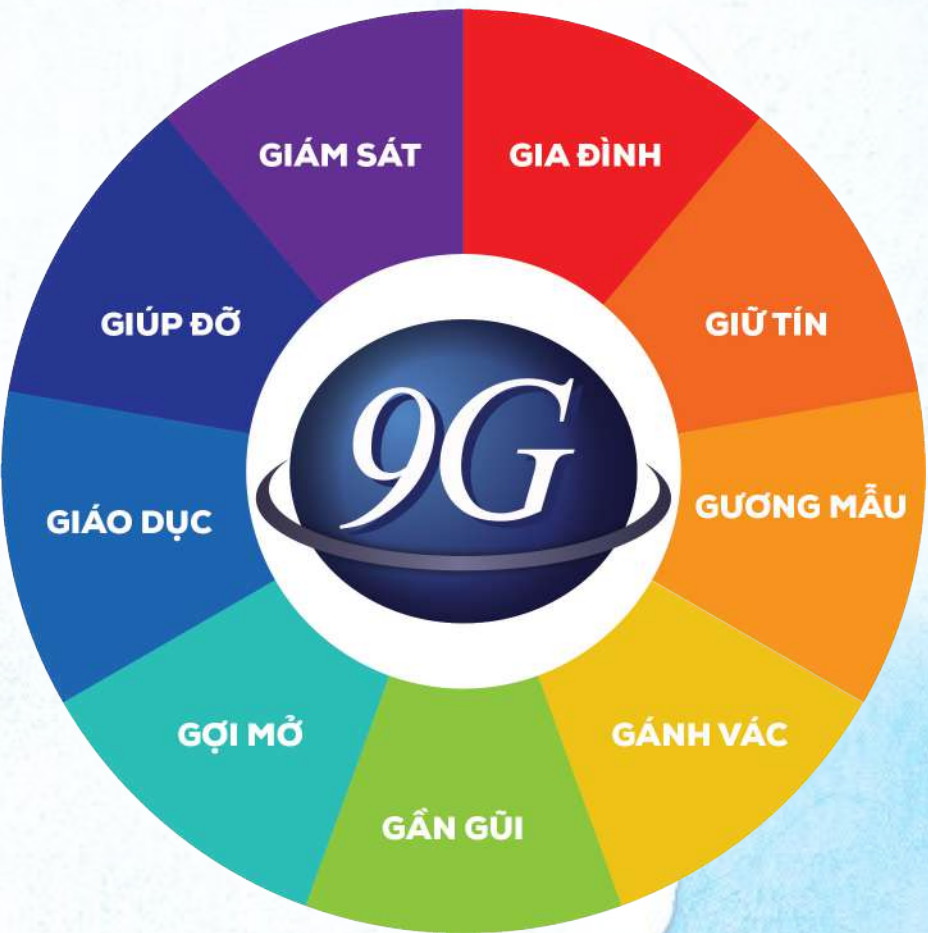 GIÁM SÁT
GIA ĐÌNH
GIÚP ĐỠ
GIỮ TÍN
9G
GIÁO DỤC
GƯƠNG MẪU
GỢI MỞ
GÁNH VÁC
GẦN GŨI